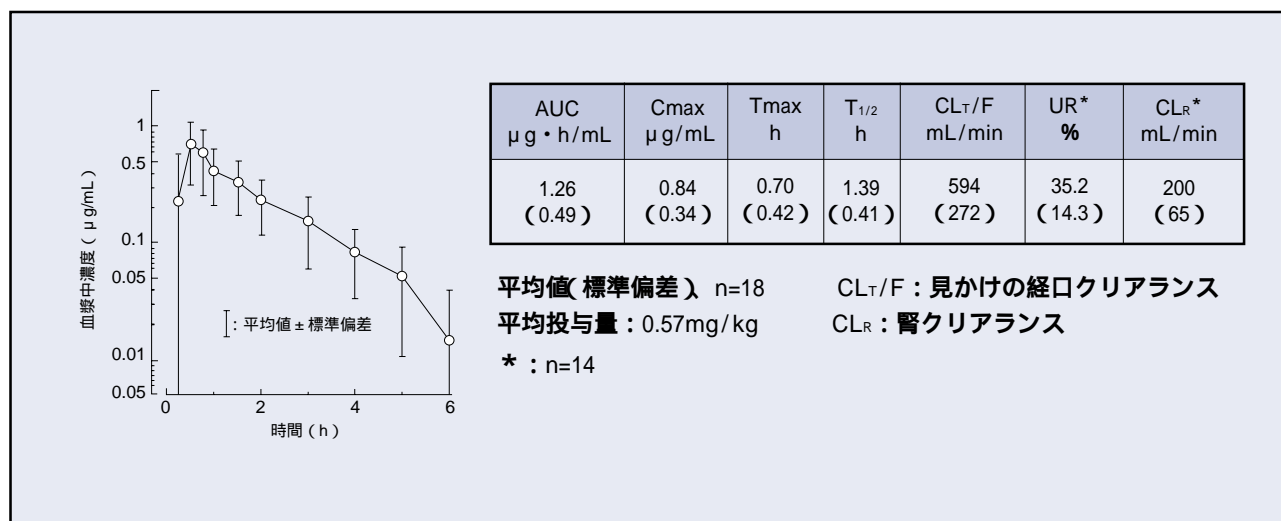 1
0.5
0.1
0.05
0.01
0.05
0
2
4
6
血漿中濃度(μg/mL)
時間(h)
:平均値±標準偏差
AUC Cmax Tmax T1/2 CLT/F UR* CLR*
μg・h/mL μg/mL h h mL/min % mL/min
1.26 0.84 0.70 1.39 594 35.2 200
(0.49) (0.34) (0.42) (0.41) (272) (14.3) (65)
平均値(標準偏差)、n=18 CLT/F:見かけの経口クリアランス
平均投与量:0.57mg/kg CLR:腎クリアランス
*:n=14